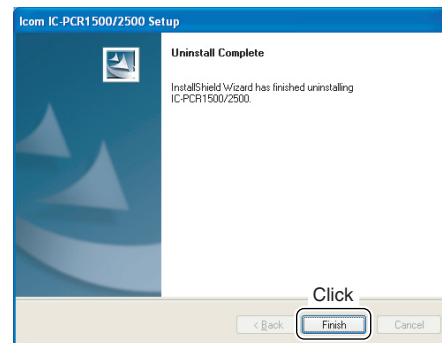 Icom IC-PCR1500/2500 Setup
Uninstall Complete
InstallShield Wizard has finished uninstalling
IC-PCR1500/2500.
Click
< Back
Finish
Cancel